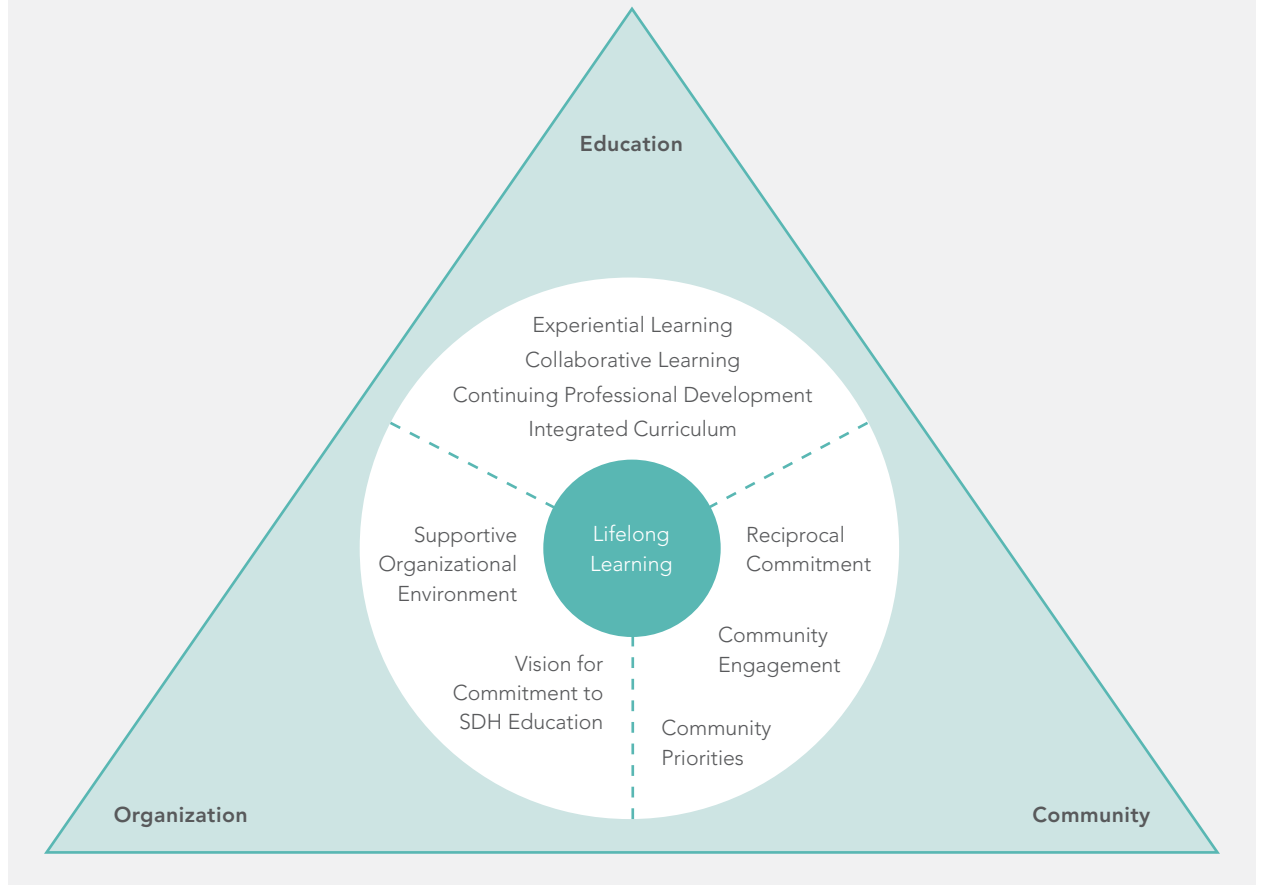 Education
Experiential Learning
Collaborative Learning
Continuing Professional Development
Integrated Curriculum
Supportive
Organizational
Environment
Vision for
Commitment to
SDH Education
Lifelong
Learning
Reciprocal
Commitment
Community
Engagement
Community
Priorities
Organization
Community